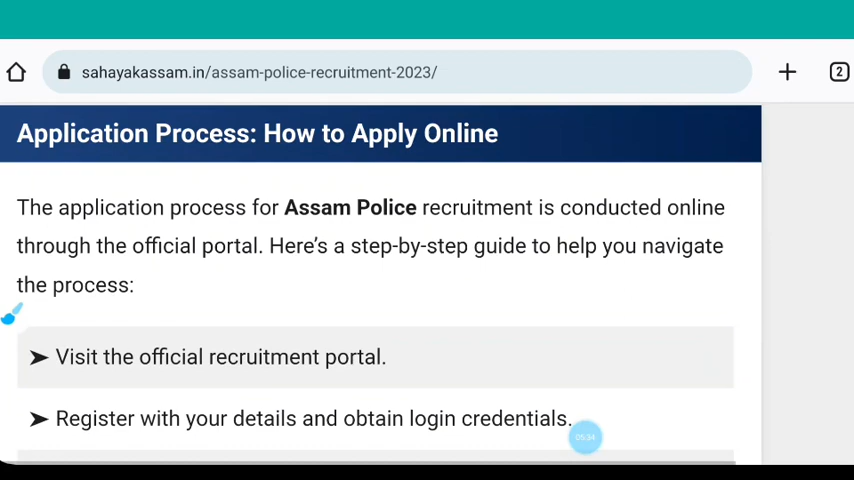 sahayakassam.in/assam-police-recruitment-2023/
2
Application Process: How to Apply Online
The application process for Assam Police recruitment is conducted online
through the official portal. Here's a step-by-step guide to help you navigate
the process:
➤ Visit the official recruitment portal.
➤ Register with your details and obtain login credentials.
05:34